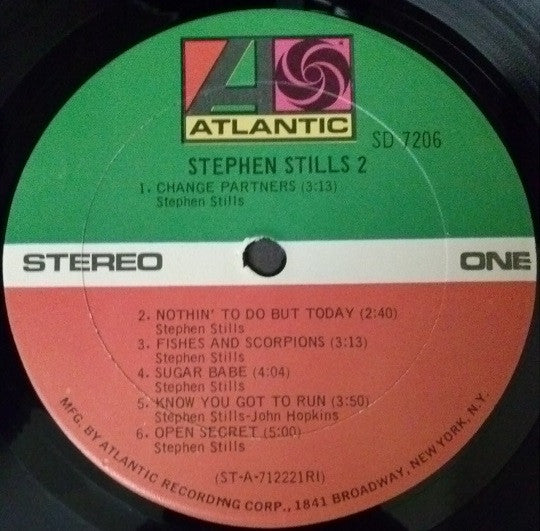 ATLANTIC
SD 7206
STEPHEN STILLS 2
1. CHANGE PARTNERS (3:13)
Stephen Stills
STEREO ONE
2. NOTHIN' TO DO BUT TODAY (2:40)
Stephen Stills
3. FISHES AND SCORPIONS (3:13)
Stephen Stills
4. SUGAR BABE (4:04)
Stephen Stills
5. KNOW YOU GOT TO RUN (3:50)
Stephen Stills-John Hopkins
6. OPEN SECRET (5:00)
Stephen Stills
(ST-A-712221RI)
MFG. BY ATLANTIC RECORDING CORP., 1841 BROADWAY, NEW YORK, N.Y.